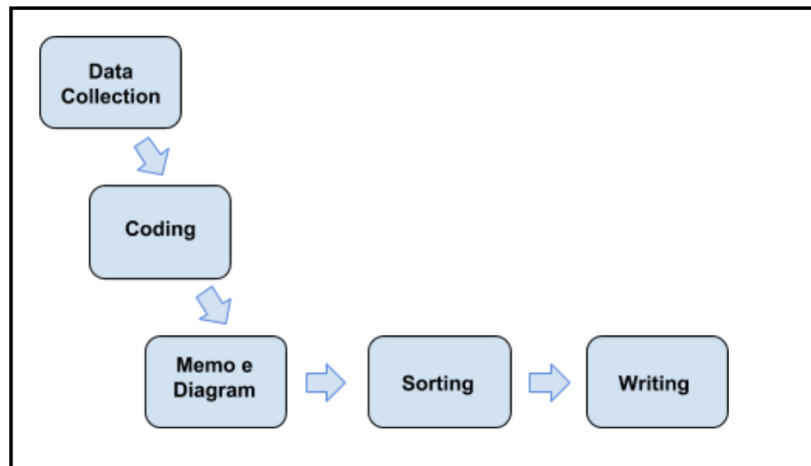 Data
Collection
Coding
Memo e
Diagram
Sorting
Writing